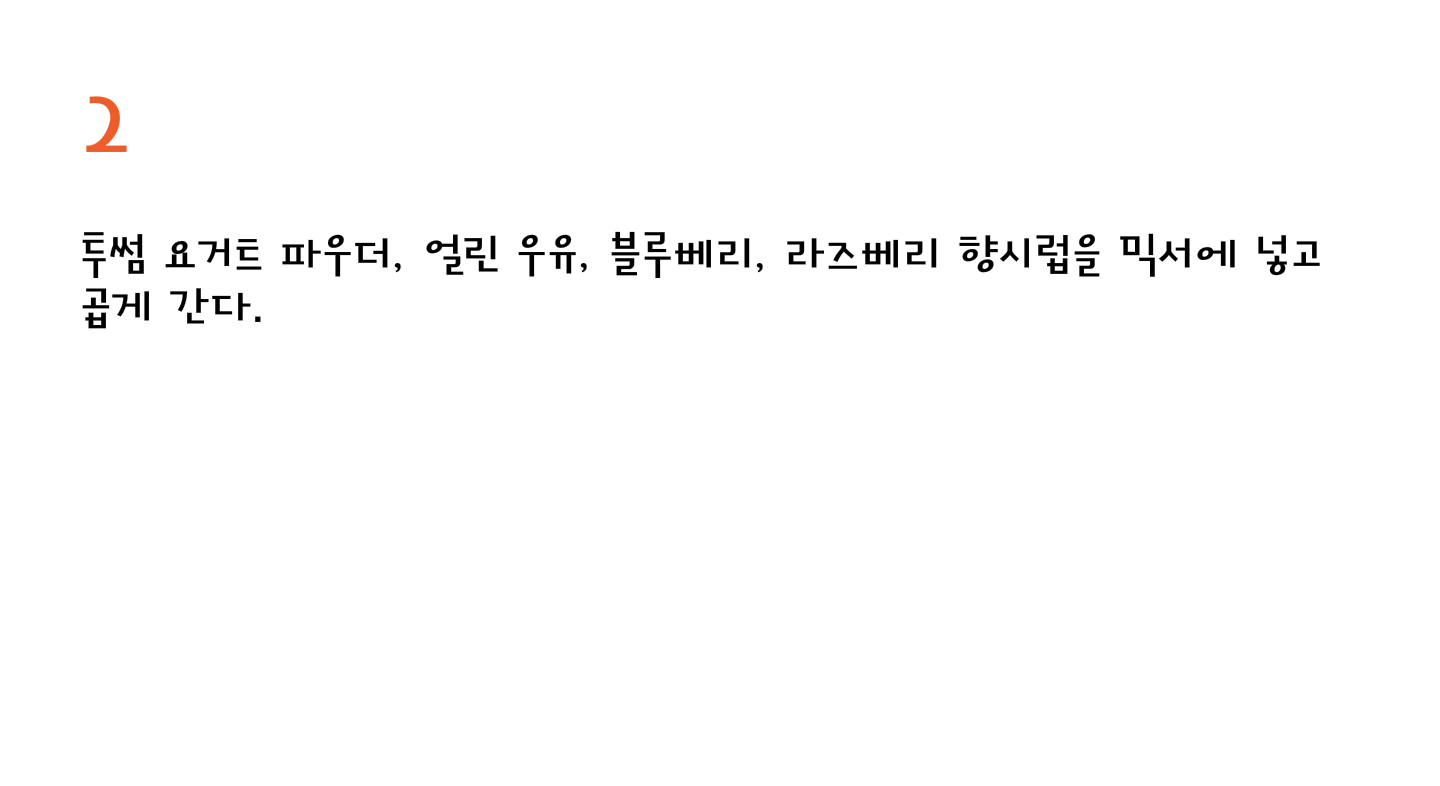 2
투썸 요거트 파우더, 얼린 우유, 블루베리, 라즈베리 향시럽을 믹서에 넣고
곱게 간다.